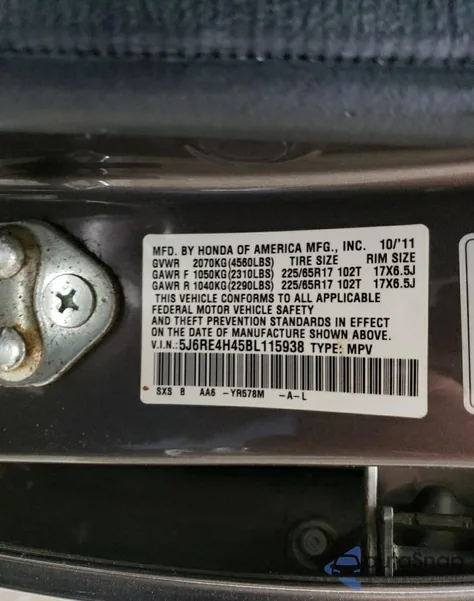 MFD. BY HONDA OF AMERICA MFG., INC. 10/'11
GVWR 2070KG(4560LBS) TIRE SIZE RIM SIZE
GAWR F 1050KG(2310LBS) 225/65R17 102T 17X6.5J
GAWR R 1040KG(2290LBS) 225/65R17 102T 17X6.5J
THIS VEHICLE CONFORMS TO ALL APPLICABLE
FEDERAL MOTOR VEHICLE SAFETY
AND THEFT PREVENTION STANDARDS IN EFFECT
ON THE DATE OF MANUFACTURE SHOWN ABOVE.
V.I.N: 5J6RE4H45BL115938 TYPE: MPV
SXS B AA6 -YR578M -A-L